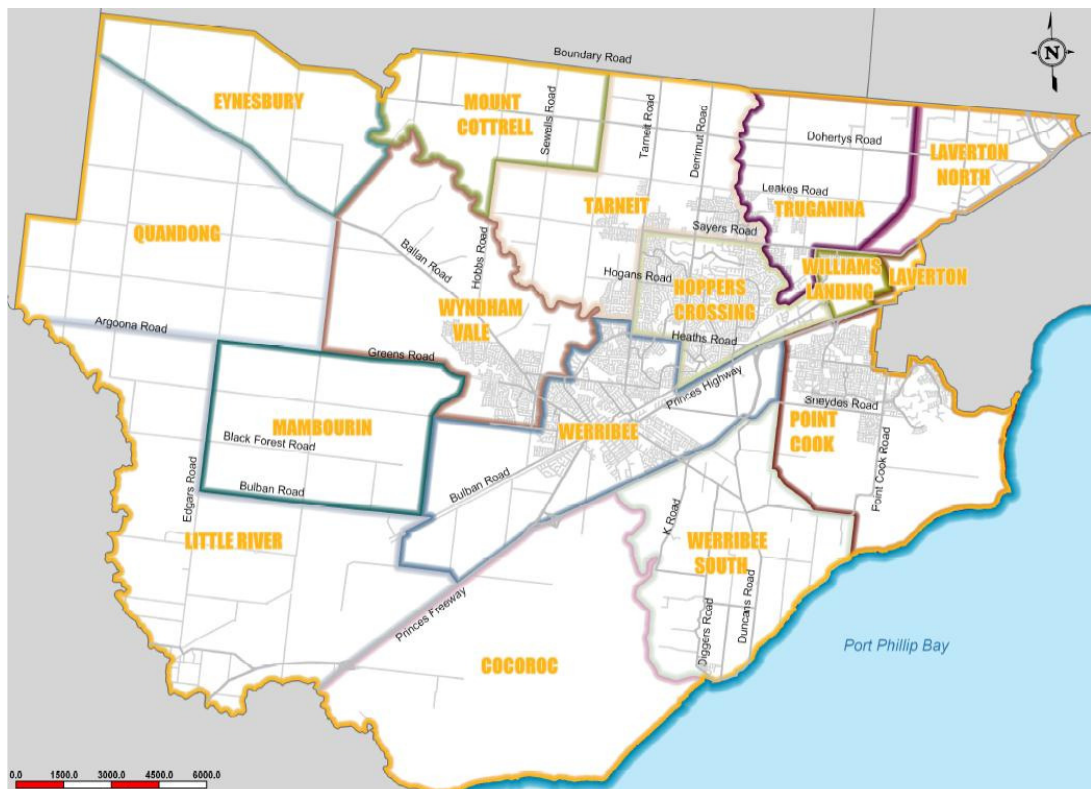 Boundary Road
N
EYNESBURY
MOUNT
COTTRELL
Sewells Road
Tarneit Road
Derrimut Road
Dohertys Road
LAVERTON
NORTH
Leakes Road
TARNEIT
TRUGANINA
Sayers Road
QUANDONG
Ballan Road
Hobbs Road
Hogans Road
HOPPERS
CROSSING
WILLIAMS
LANDING
LAVERTON
WYNDHAM
VALE
Argoona Road
Greens Road
Heaths Road
Princes Highway
Sneydes Road
POINT
COOK
Point Cook Road
MAMBOURIN
Black Forest Road
WERRIBEE
Bulban Road
Bulban Road
Edgars Road
LITTLE RIVER
K Road
WERRIBEE
SOUTH
Diggers Road
Duncans Road
Princes Freeway
COCOROC
Port Phillip Bay
0.0 1500.0 3000.0 4500.0 6000.0